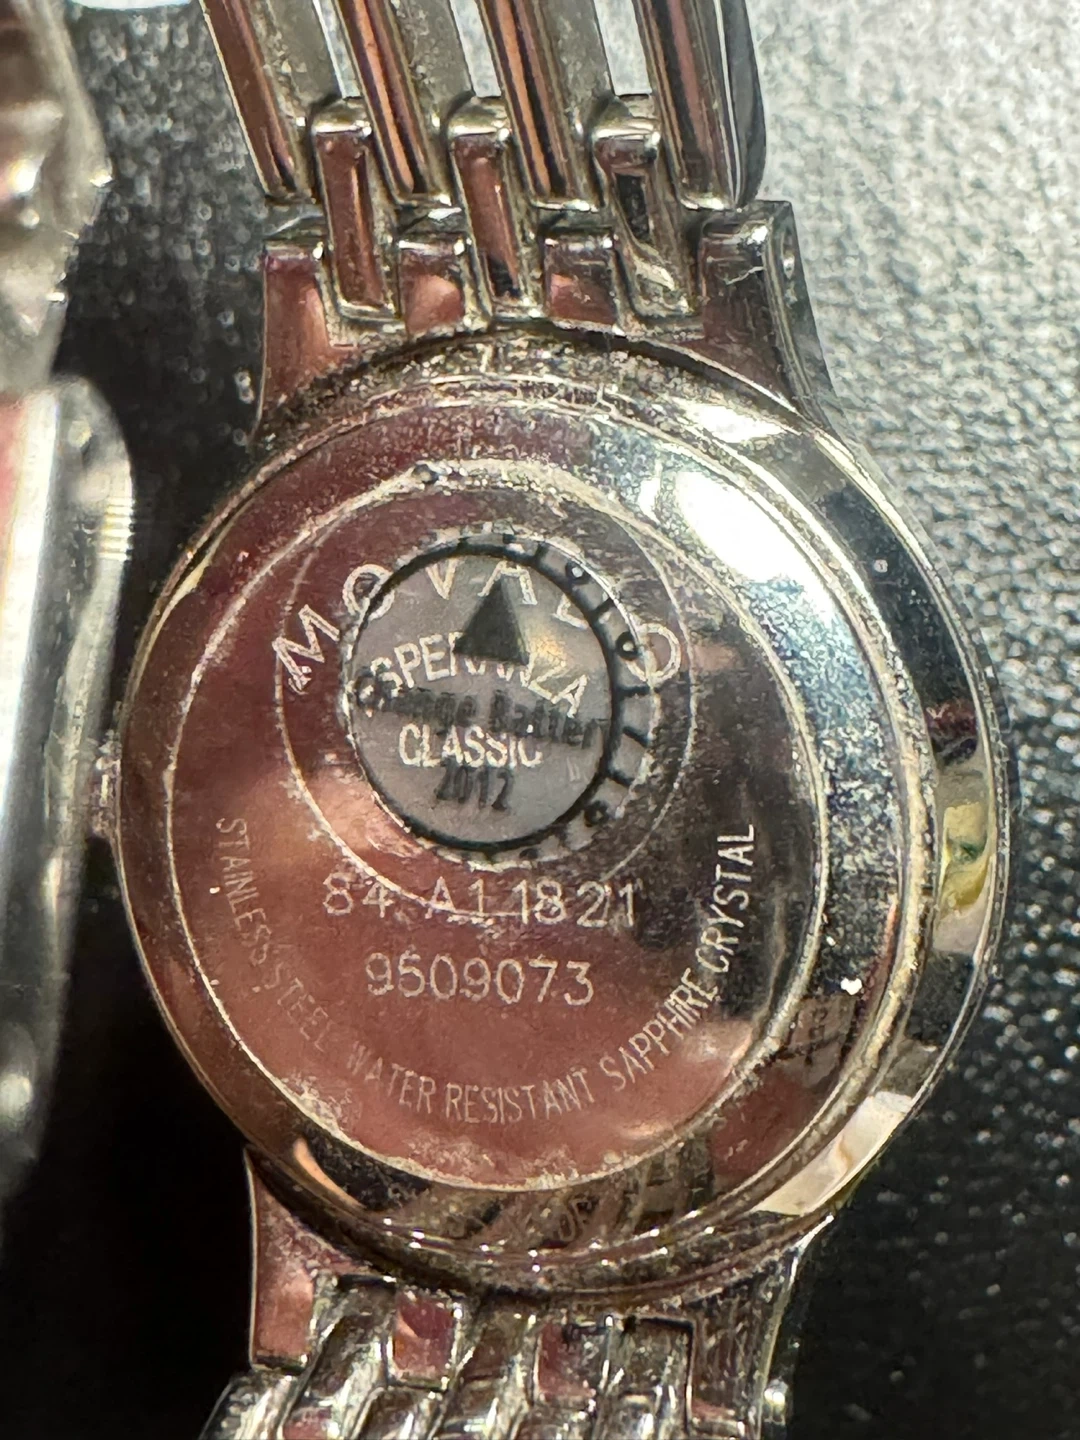 MOVADO
ESPERANZA
Change Battery
CLASSIC
2012
84 A1 1821
9509073
STAINLESS STEEL WATER RESISTANT SAPPHIRE CRYSTAL